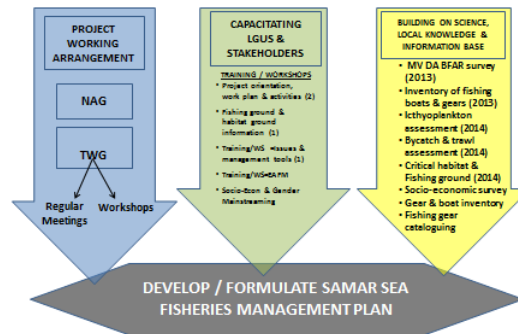 PROJECT
WORKING
ARRANGEMENT
NAG
TWG
Regular
Meetings
Workshops
CAPACITATING
LGUS &
STAKEHOLDERS
TRAINING / WORKSHOPS
• Project orientation,
work plan & activities (2)
• Fishing ground &
habitat ground
information (1)
• Training/WS =Issues &
management tools (1)
• Training/WS=EAFM
• Socio-Econ & Gender
Mainstreaming
BUILDING ON SCIENCE,
LOCAL KNOWLEDGE &
INFORMATION BASE
• MV DA BFAR survey
(2013)
• Inventory of fishing
boats & gears (2013)
• Icthyoplankton
assessment (2014)
• Bycatch & trawl
assessment (2014)
• Critical habitat &
Fishing ground (2014)
• Socio-economic survey
• Gear & boat inventory
• Fishing gear
cataloguing
DEVELOP / FORMULATE SAMAR SEA
FISHERIES MANAGEMENT PLAN